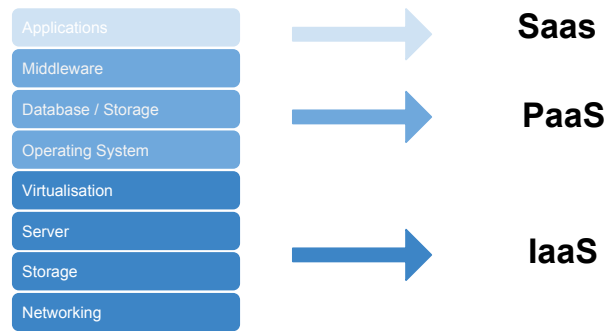 Applications
Middleware
Database / Storage
Operating System
Virtualisation
Server
Storage
Networking
Saas
PaaS
IaaS